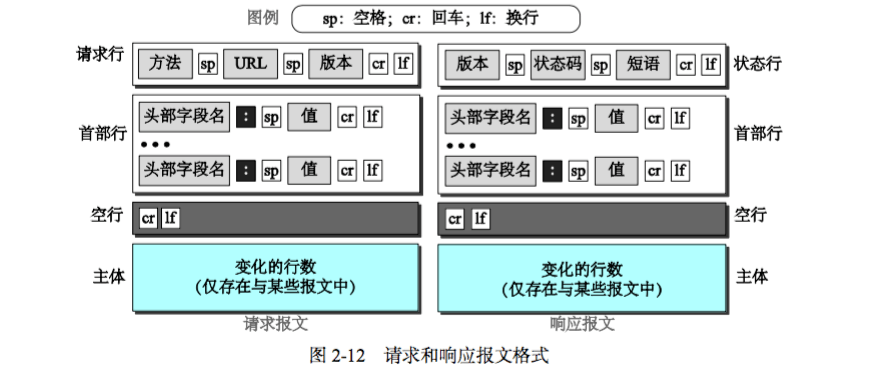 图例 sp: 空格; cr: 回车; lf: 换行
请求行 方法 sp URL sp 版本 cr lf 版本 sp 状态码 sp 短语 cr lf 状态行
头部字段名 : sp 值 cr lf 头部字段名 : sp 值 cr lf
首部行 ••• ••• 首部行
头部字段名 : sp 值 cr lf 头部字段名 : sp 值 cr lf
空行 cr lf cr lf 空行
主体 变化的行数 变化的行数 主体
(仅存在与某些报文中) (仅存在与某些报文中)
请求报文 响应报文
图 2-12 请求和响应报文格式